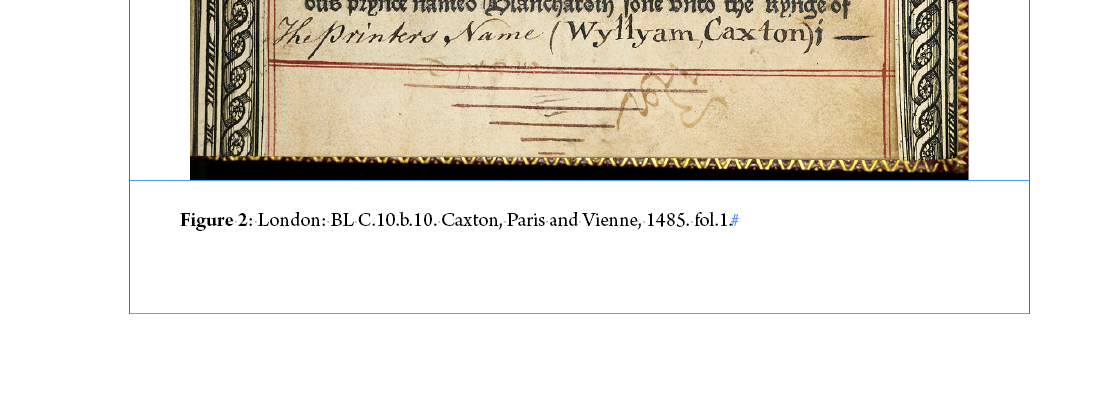 ous prynce named Blanchardin sone vnto the kynge of
The Printers Name (Wyllyam Caxton)i —
Figure 2: London: BL C.10.b.10. Caxton, Paris and Vienne, 1485. fol.1.#